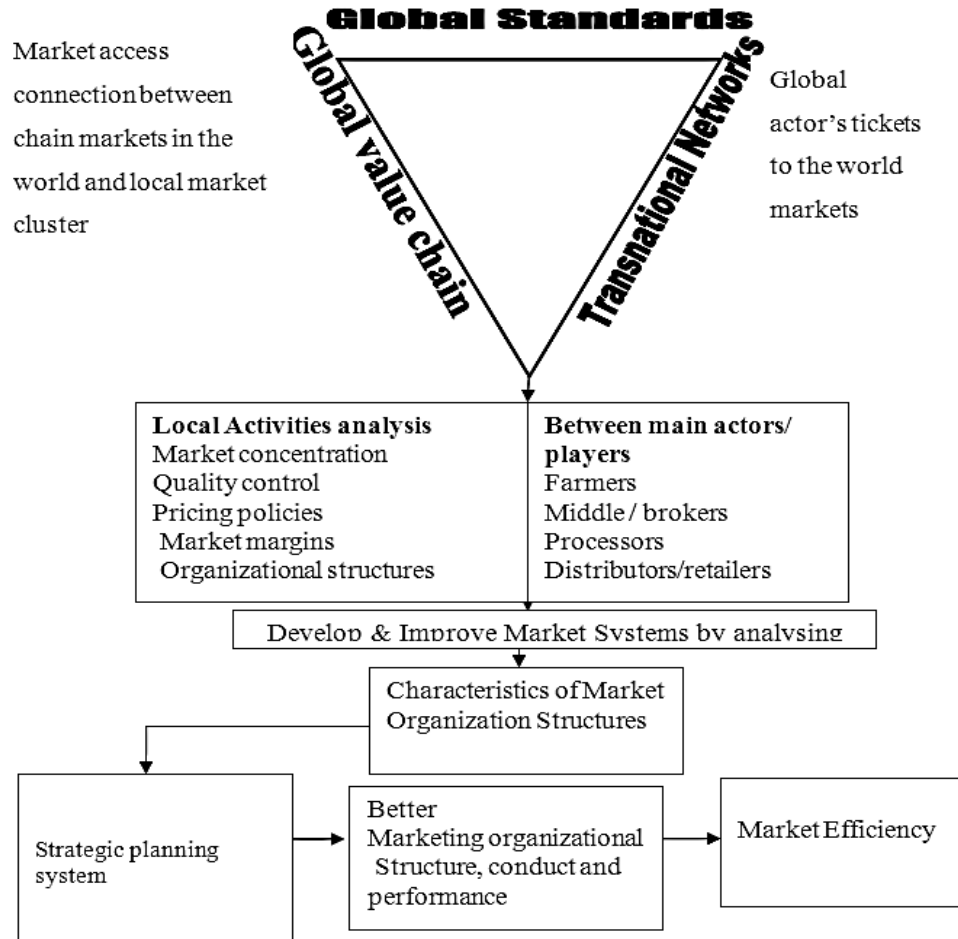 Global Standards
Market access
connection between
chain markets in the
world and local market
cluster
Global value chain
Transnational Networks
Global
actor’s tickets
to the world
markets
Local Activities analysis
Market concentration
Quality control
Pricing policies
Market margins
Organizational structures
Between main actors/
players
Farmers
Middle / brokers
Processors
Distributors/retailers
Develop & Improve Market Systems by analysing
Characteristics of Market
Organization Structures
Strategic planning
system
Better
Marketing organizational
Structure, conduct and
performance
Market Efficiency